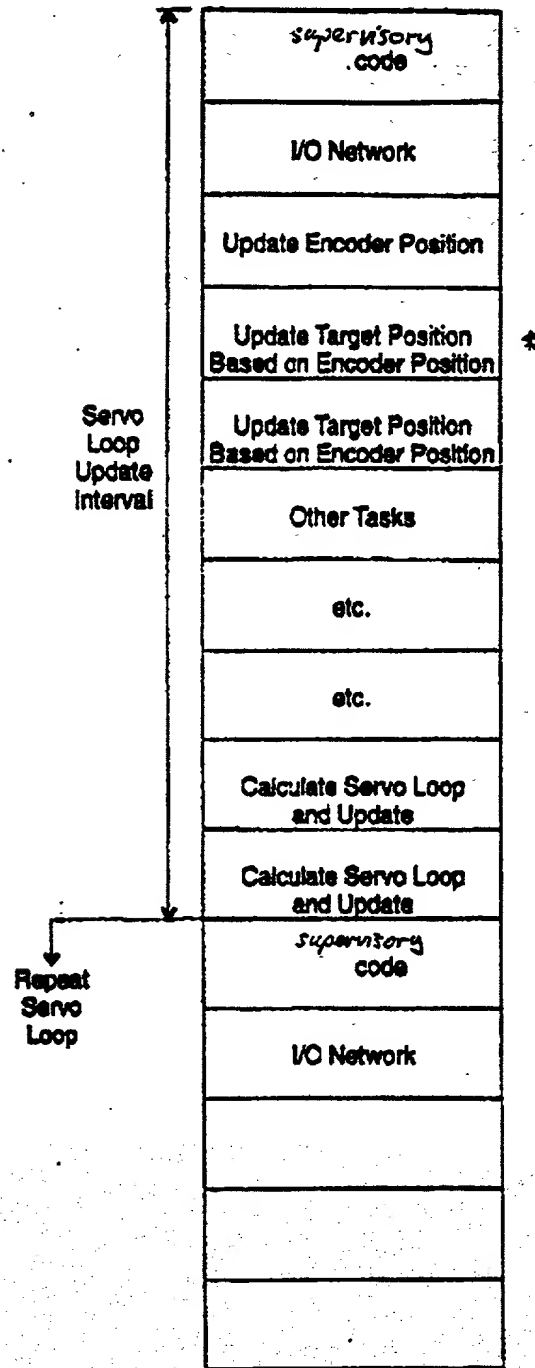 supervisory
.code
I/O Network
Update Encoder Position
Update Target Position
Based on Encoder Position
*
Update Target Position
Based on Encoder Position
Servo
Loop
Update
Interval
Other Tasks
etc.
etc.
Calculate Servo Loop
and Update
Calculate Servo Loop
and Update
supervisory
code
Repeat
Servo
Loop
I/O Network